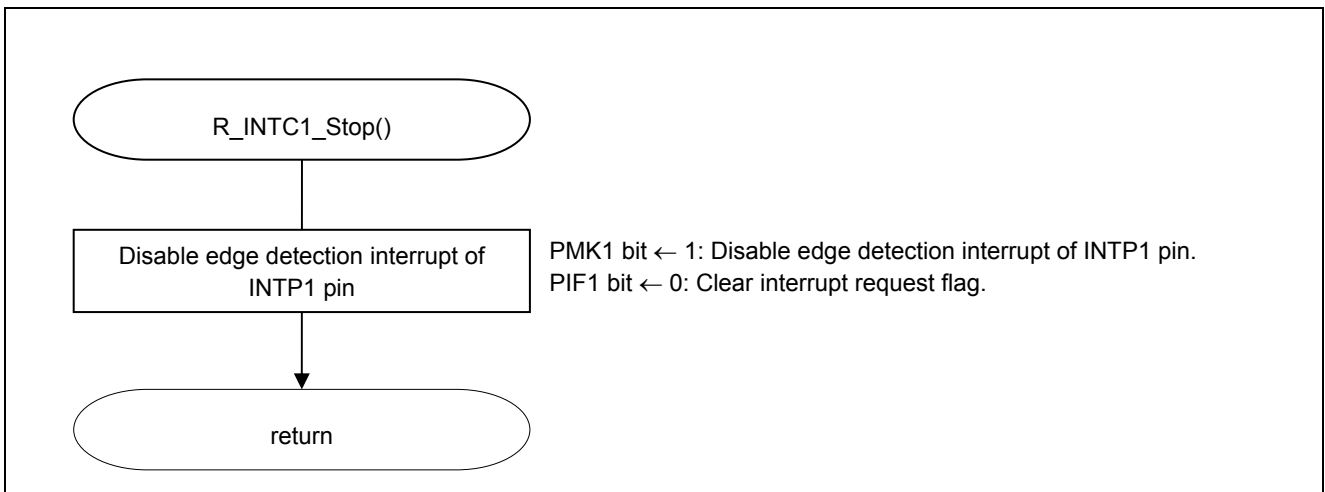 R_INTC1_Stop()
Disable edge detection interrupt of
INTP1 pin
PMK1 bit ← 1: Disable edge detection interrupt of INTP1 pin.
PIF1 bit ← 0: Clear interrupt request flag.
return